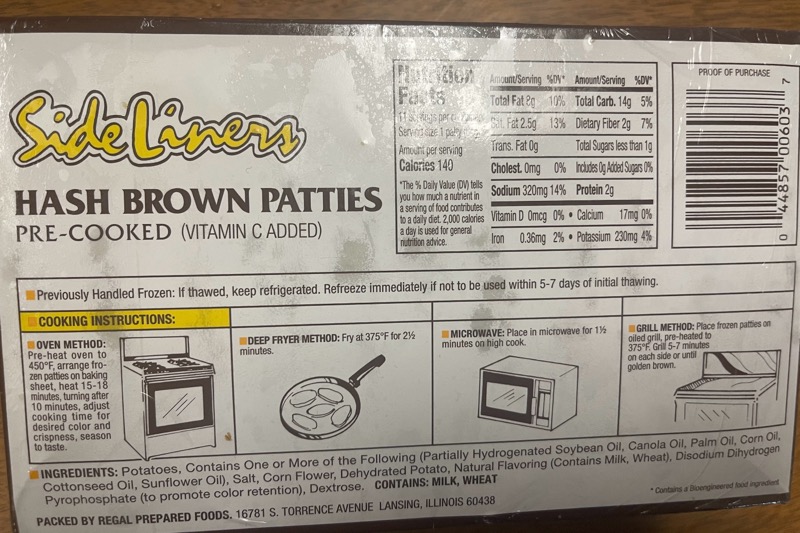 Side Liners
HASH BROWN PATTIES
PRE-COOKED (VITAMIN C ADDED)
Nutrition
Facts
11 servings per
Serving size 1 patty
Amount per serving
Calories 140
*The % Daily Value (DV) tells
you how much a nutrient in
a serving of food contributes
to a daily diet. 2,000 calories
a day is used for general
nutrition advice.
Amount/Serving %DV* Amount/Serving %DV*
Total Fat 8g 10% Total Carb. 14g 5%
Sat. Fat 2.5g 13% Dietary Fiber 2g 7%
Trans. Fat 0g Total Sugars less than 1g
Cholest. 0mg 0% Includes 0g Added Sugars 0%
Sodium 320mg 14% Protein 2g
Vitamin D 0mcg 0% • Calcium 17mg 0%
Iron 0.36mg 2% • Potassium 230mg 4%
PROOF OF PURCHASE
0 44857 00603 7
Previously Handled Frozen: If thawed, keep refrigerated. Refreeze immediately if not to be used within 5-7 days of initial thawing.
COOKING INSTRUCTIONS:
OVEN METHOD:
Pre-heat oven to
450°F, arrange fro-
zen patties on baking
sheet, heat 15-18
minutes, turning after
10 minutes, adjust
cooking time for
desired color and
crispness, season
to taste.
DEEP FRYER METHOD: Fry at 375°F for 2½
minutes.
MICROWAVE: Place in microwave for 1½
minutes on high cook.
GRILL METHOD: Place frozen patties on
oiled grill, pre-heated to
375°F. Grill 5-7 minutes
on each side or until
golden brown.
INGREDIENTS: Potatoes, Contains One or More of the Following (Partially Hydrogenated Soybean Oil, Canola Oil, Palm Oil, Corn Oil,
Cottonseed Oil, Sunflower Oil), Salt, Corn Flower, Dehydrated Potato, Natural Flavoring (Contains Milk, Wheat), Disodium Dihydrogen
Pyrophosphate (to promote color retention), Dextrose. CONTAINS: MILK, WHEAT
* Contains a Bioengineered food ingredient
PACKED BY REGAL PREPARED FOODS. 16781 S. TORRENCE AVENUE LANSING, ILLINOIS 60438